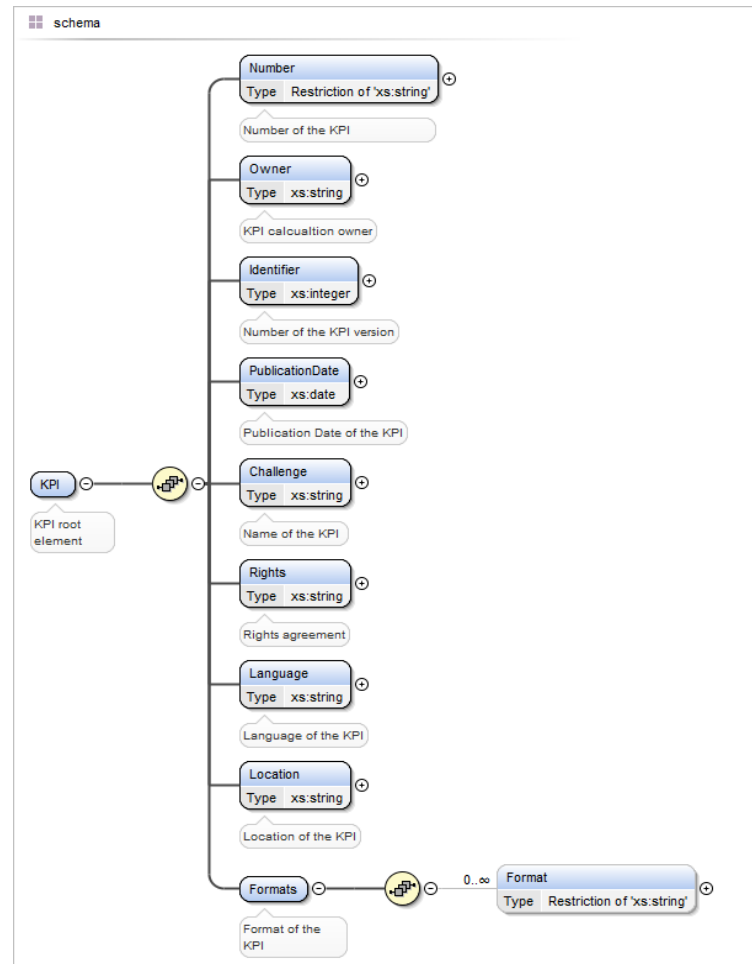 schema
Number
Type Restriction of 'xs:string'
Number of the KPI
Owner
Type xs:string
KPI calcualtion owner
Identifier
Type xs:integer
Number of the KPI version
PublicationDate
Type xs:date
Publication Date of the KPI
Challenge
Type xs:string
Name of the KPI
Rights
Type xs:string
Rights agreement
Language
Type xs:string
Language of the KPI
Location
Type xs:string
Location of the KPI
KPI
KPI root
element
Formats
Format of the
KPI
0..∞
Format
Type Restriction of 'xs:string'